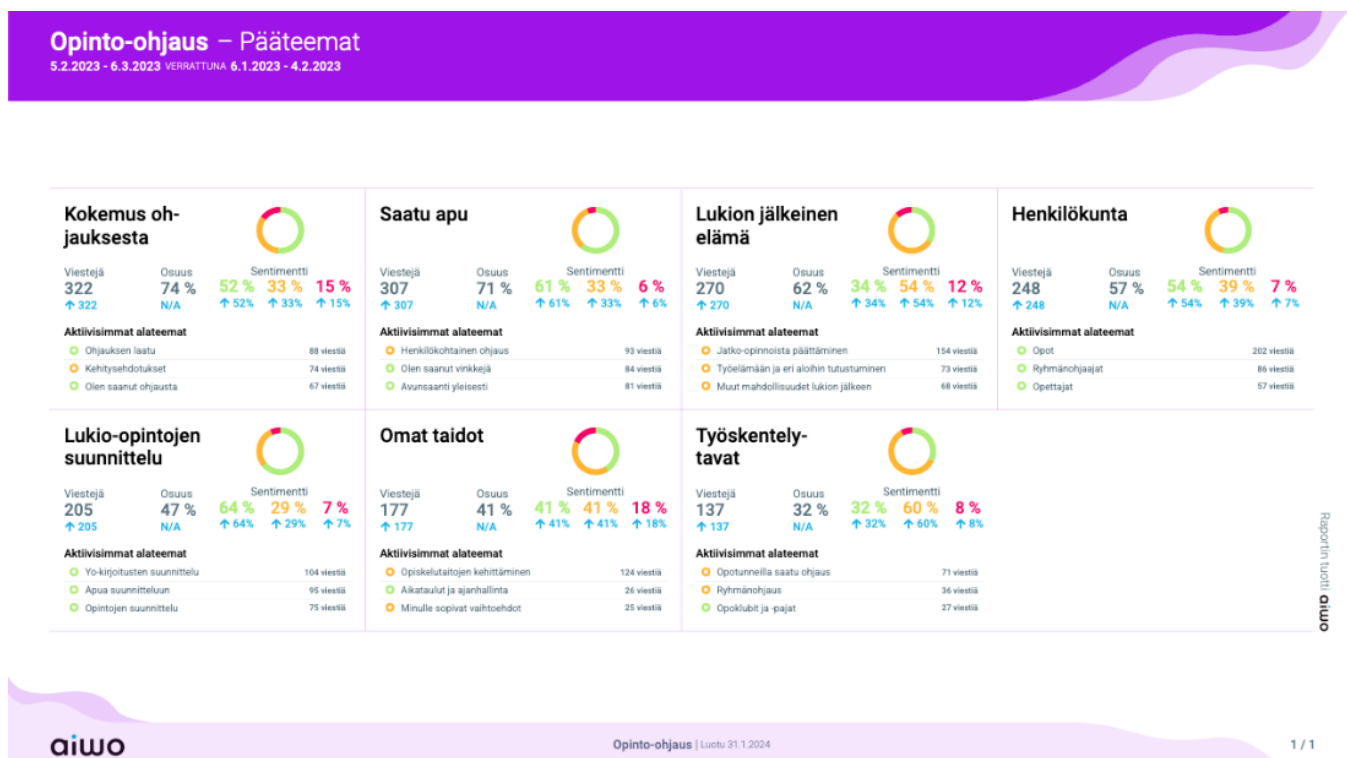 Opinto-ohjaus – Pääteemat
5.2.2023 - 6.3.2023 VERRATTUNA 6.1.2023 - 4.2.2023
Kokemus oh-
jauksesta
Viestejä Osuus Sentimentti
322 74 % 52 % 33 % 15 %
↑ 322 N/A ↑ 52% ↑ 33% ↑ 15%
Aktiivisimmat alateemat
Ohjauksen laatu 88 viestiä
Kehitysehdotukset 74 viestiä
Olen saanut ohjausta 67 viestiä
Saatu apu
Viestejä Osuus Sentimentti
307 71 % 61 % 33 % 6 %
↑ 307 N/A ↑ 61% ↑ 33% ↑ 6%
Aktiivisimmat alateemat
Henkilökohtainen ohjaus 93 viestiä
Olen saanut vinkkejä 84 viestiä
Avunsaanti yleisesti 81 viestiä
Lukion jälkeinen
elämä
Viestejä Osuus Sentimentti
270 62 % 34 % 54 % 12 %
↑ 270 N/A ↑ 34% ↑ 54% ↑ 12%
Aktiivisimmat alateemat
Jatko-opinnoista päättäminen 154 viestiä
Työelämään ja eri aloihin tutustuminen 73 viestiä
Muut mahdollisuudet lukion jälkeen 68 viestiä
Henkilökunta
Viestejä Osuus Sentimentti
248 57 % 54 % 39 % 7 %
↑ 248 N/A ↑ 54% ↑ 39% ↑ 7%
Aktiivisimmat alateemat
Opot 202 viestiä
Ryhmänohjaajat 86 viestiä
Opettajat 57 viestiä
Lukio-opintojen
suunnittelu
Viestejä Osuus Sentimentti
205 47 % 64 % 29 % 7 %
↑ 205 N/A ↑ 64% ↑ 29% ↑ 7%
Aktiivisimmat alateemat
Yo-kirjoitusten suunnittelu 104 viestiä
Apua suunnitteluun 95 viestiä
Opintojen suunnittelu 75 viestiä
Omat taidot
Viestejä Osuus Sentimentti
177 41 % 41 % 41 % 18 %
↑ 177 N/A ↑ 41% ↑ 41% ↑ 18%
Aktiivisimmat alateemat
Opiskelutaitojen kehittäminen 124 viestiä
Aikataulut ja ajanhallinta 26 viestiä
Minulle sopivat vaihtoehdot 25 viestiä
Työskentely-
tavat
Viestejä Osuus Sentimentti
137 32 % 32 % 60 % 8 %
↑ 137 N/A ↑ 32% ↑ 60% ↑ 8%
Aktiivisimmat alateemat
Opotunneilla saatu ohjaus 71 viestiä
Ryhmänohjaus 36 viestiä
Opoklubit ja -pajat 27 viestiä
Raportin tuotti aiwo
aiwo
Opinto-ohjaus | Luotu 31.1.2024
1 / 1